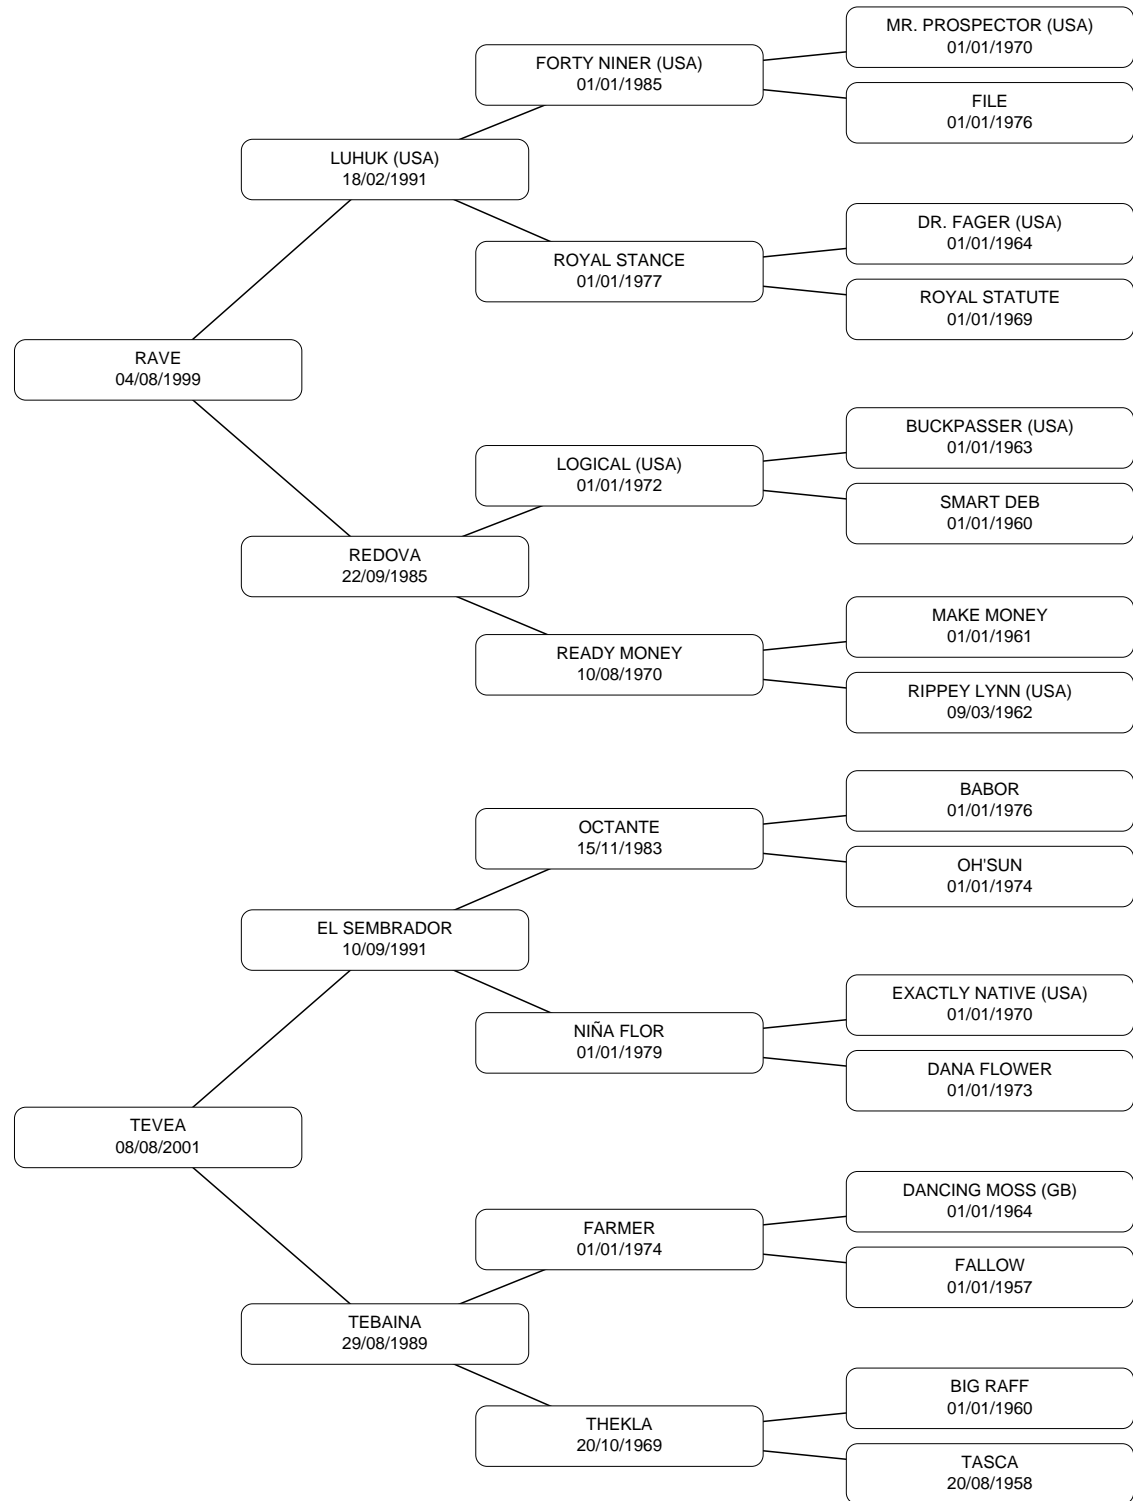 MR. PROSPECTOR (USA)
01/01/1970
FORTY NINER (USA)
01/01/1985
FILE
01/01/1976
LUHUK (USA)
18/02/1991
DR. FAGER (USA)
01/01/1964
ROYAL STANCE
01/01/1977
ROYAL STATUTE
01/01/1969
RAVE
04/08/1999
BUCKPASSER (USA)
01/01/1963
LOGICAL (USA)
01/01/1972
SMART DEB
01/01/1960
REDOVA
22/09/1985
MAKE MONEY
01/01/1961
READY MONEY
10/08/1970
RIPPEY LYNN (USA)
09/03/1962
BABOR
01/01/1976
OCTANTE
15/11/1983
OH'SUN
01/01/1974
EL SEMBRADOR
10/09/1991
EXACTLY NATIVE (USA)
01/01/1970
NIÑA FLOR
01/01/1979
DANA FLOWER
01/01/1973
TEVEA
08/08/2001
DANCING MOSS (GB)
01/01/1964
FARMER
01/01/1974
FALLOW
01/01/1957
TEBAINA
29/08/1989
BIG RAFF
01/01/1960
THEKLA
20/10/1969
TASCA
20/08/1958